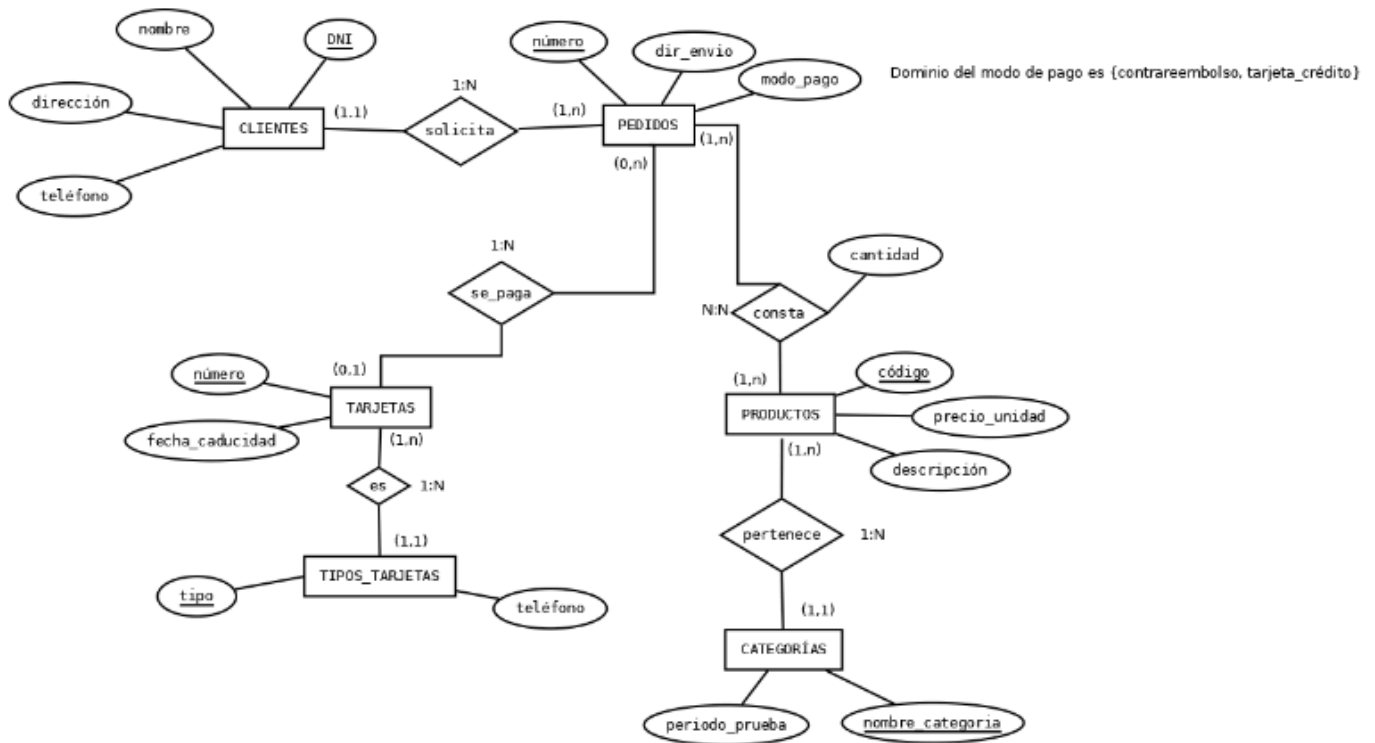 nombre
DNI
número
dir_envio
modo_pago
Dominio del modo de pago es {contrareembolso, tarjeta_crédito}
dirección
CLIENTES
(1.1)
1:N
solicita
(1,n)
PEDIDOS
(1,n)
(0,n)
teléfono
1:N
se_paga
cantidad
N:N
consta
número
(0.1)
TARJETAS
fecha_caducidad
(1.n)
(1,n)
código
PRODUCTOS
precio_unidad
(1.n)
descripción
es
1:N
(1.1)
TIPOS_TARJETAS
tipo
teléfono
pertenece
1:N
(1,1)
CATEGORÍAS
periodo_prueba
nombre_categoria